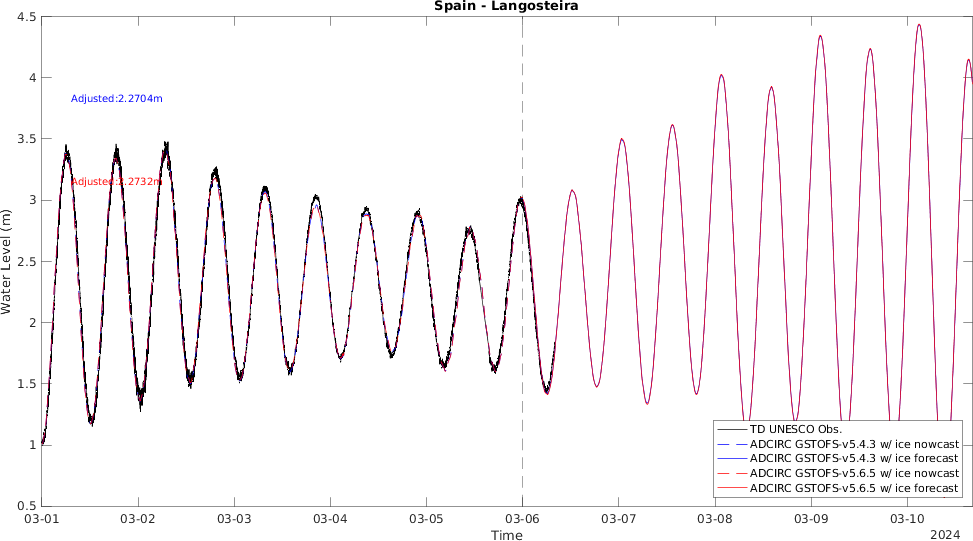 Spain - Langosteira
4.5
4
3.5
3
2.5
2
1.5
1
0.5
Water Level (m)
Adjusted:2.2704m
Adjusted:2.2732m
TD UNESCO Obs.
ADCIRC GSTOFS-v5.4.3 w/ ice nowcast
ADCIRC GSTOFS-v5.4.3 w/ ice forecast
ADCIRC GSTOFS-v5.6.5 w/ ice nowcast
ADCIRC GSTOFS-v5.6.5 w/ ice forecast
03-01 03-02 03-03 03-04 03-05 03-06 03-07 03-08 03-09 03-10
Time
2024